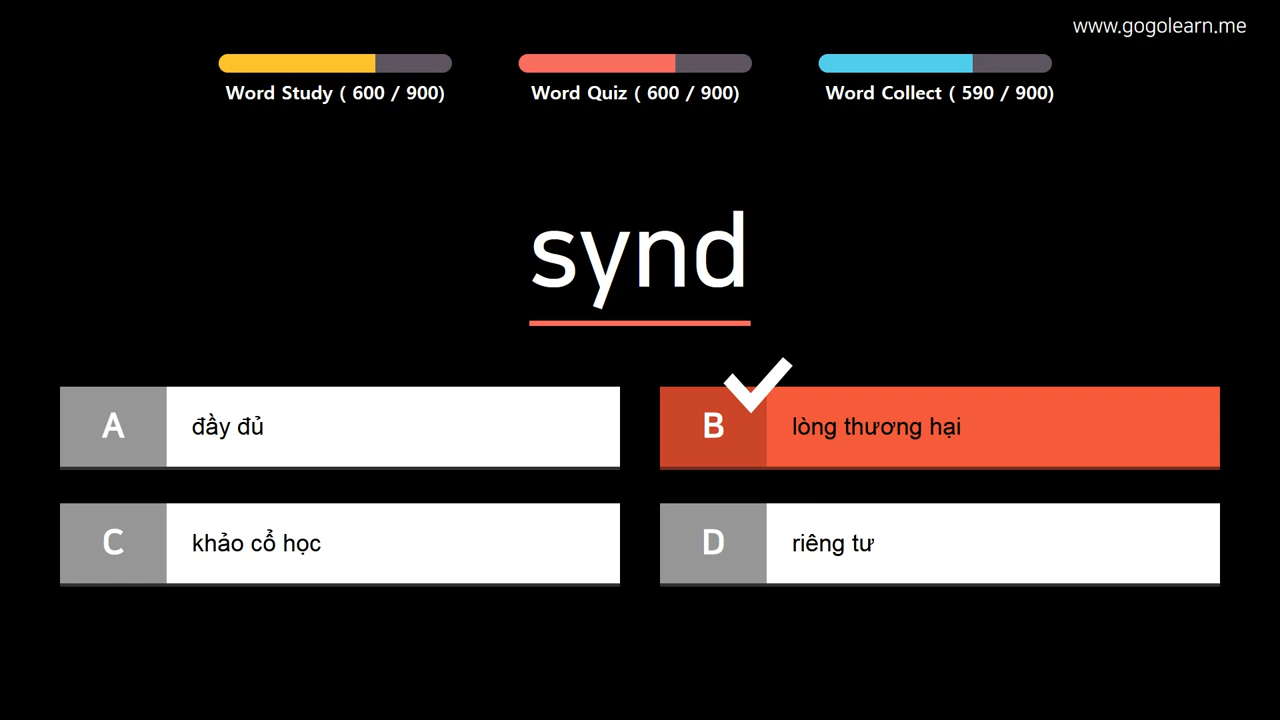 www.gogolearn.me
Word Study ( 600 / 900)
Word Quiz ( 600 / 900)
Word Collect ( 590 / 900)
synd
A
đầy đủ
B
lòng thương hại
C
khảo cổ học
D
riêng tư